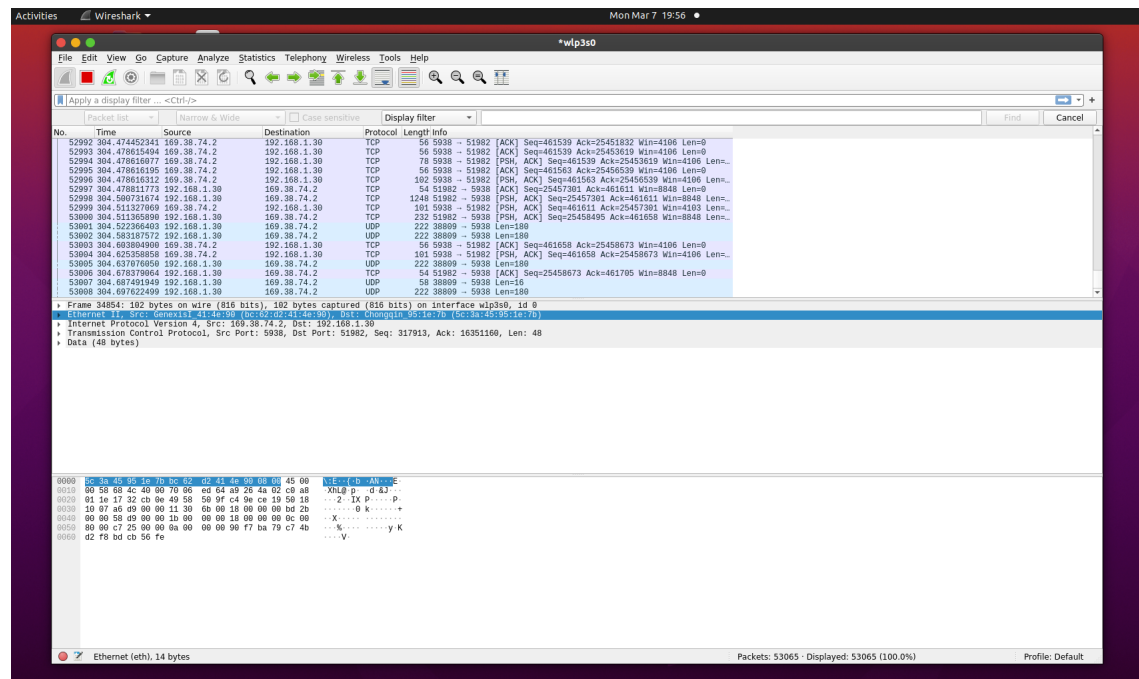 Activities Wireshark Mon Mar 7 19:56
*wlp3s0
File Edit View Go Capture Analyze Statistics Telephony Wireless Tools Help
Apply a display filter ... <Ctrl-/> +
Packet list Narrow & Wide Case sensitive Display filter Find Cancel
No. Time Source Destination Protocol Length Info
52992 304.474452341 169.38.74.2 192.168.1.30 TCP 56 5938 → 51982 [ACK] Seq=461539 Ack=25451832 Win=4106 Len=0
52993 304.478615494 169.38.74.2 192.168.1.30 TCP 56 5938 → 51982 [ACK] Seq=461539 Ack=25453619 Win=4106 Len=0
52994 304.478616077 169.38.74.2 192.168.1.30 TCP 78 5938 → 51982 [PSH, ACK] Seq=461539 Ack=25453619 Win=4106 Len=…
52995 304.478616195 169.38.74.2 192.168.1.30 TCP 56 5938 → 51982 [ACK] Seq=461563 Ack=25456539 Win=4106 Len=0
52996 304.478616312 169.38.74.2 192.168.1.30 TCP 102 5938 → 51982 [PSH, ACK] Seq=461563 Ack=25456539 Win=4106 Len=…
52997 304.478811773 192.168.1.30 169.38.74.2 TCP 54 51982 → 5938 [ACK] Seq=25457301 Ack=461611 Win=8848 Len=0
52998 304.500731674 192.168.1.30 169.38.74.2 TCP 1248 51982 → 5938 [PSH, ACK] Seq=25457301 Ack=461611 Win=8848 Len=…
52999 304.511327069 169.38.74.2 192.168.1.30 TCP 101 5938 → 51982 [PSH, ACK] Seq=461611 Ack=25457301 Win=4103 Len=…
53000 304.511365890 192.168.1.30 169.38.74.2 TCP 232 51982 → 5938 [PSH, ACK] Seq=25458495 Ack=461658 Win=8848 Len=…
53001 304.522366403 192.168.1.30 169.38.74.2 UDP 222 38809 → 5938 Len=180
53002 304.583187572 192.168.1.30 169.38.74.2 UDP 222 38809 → 5938 Len=180
53003 304.603804900 169.38.74.2 192.168.1.30 TCP 56 5938 → 51982 [ACK] Seq=461658 Ack=25458673 Win=4106 Len=0
53004 304.625358858 169.38.74.2 192.168.1.30 TCP 101 5938 → 51982 [PSH, ACK] Seq=461658 Ack=25458673 Win=4106 Len=…
53005 304.637076050 192.168.1.30 169.38.74.2 UDP 222 38809 → 5938 Len=180
53006 304.678379064 192.168.1.30 169.38.74.2 TCP 54 51982 → 5938 [ACK] Seq=25458673 Ack=461705 Win=8848 Len=0
53007 304.687491949 192.168.1.30 169.38.74.2 UDP 58 38809 → 5938 Len=16
53008 304.697622499 192.168.1.30 169.38.74.2 UDP 222 38809 → 5938 Len=180
Frame 34854: 102 bytes on wire (816 bits), 102 bytes captured (816 bits) on interface wlp3s0, id 0
Ethernet II, Src: GenexisI_41:4e:90 (bc:62:d2:41:4e:90), Dst: Chongqin_95:1e:7b (5c:3a:45:95:1e:7b)
Internet Protocol Version 4, Src: 169.38.74.2, Dst: 192.168.1.30
Transmission Control Protocol, Src Port: 5938, Dst Port: 51982, Seq: 317913, Ack: 16351160, Len: 48
Data (48 bytes)
0000 5c 3a 45 95 1e 7b bc 62 d2 41 4e 90 08 00 45 00 \:E··{·b ·AN···E·
0010 00 58 68 4c 40 00 70 06 ed 64 a9 26 4a 02 c0 a8 ·XhL@·p· ·d·&J···
0020 01 1e 17 32 cb 0e 49 58 50 9f c4 9e ce 19 50 18 ···2··IX P·····P·
0030 10 07 a6 d9 00 00 11 30 6b 00 18 00 00 00 bd 2b ·······0 k······+
0040 00 00 58 d9 00 00 1b 00 00 00 18 00 00 00 0c 00 ··X····· ········
0050 80 00 c7 25 00 00 0a 00 00 00 90 f7 ba 79 c7 4b ···%···· ·····y·K
0060 d2 f8 bd cb 56 fe ····V·
Ethernet (eth), 14 bytes Packets: 53065 · Displayed: 53065 (100.0%) Profile: Default